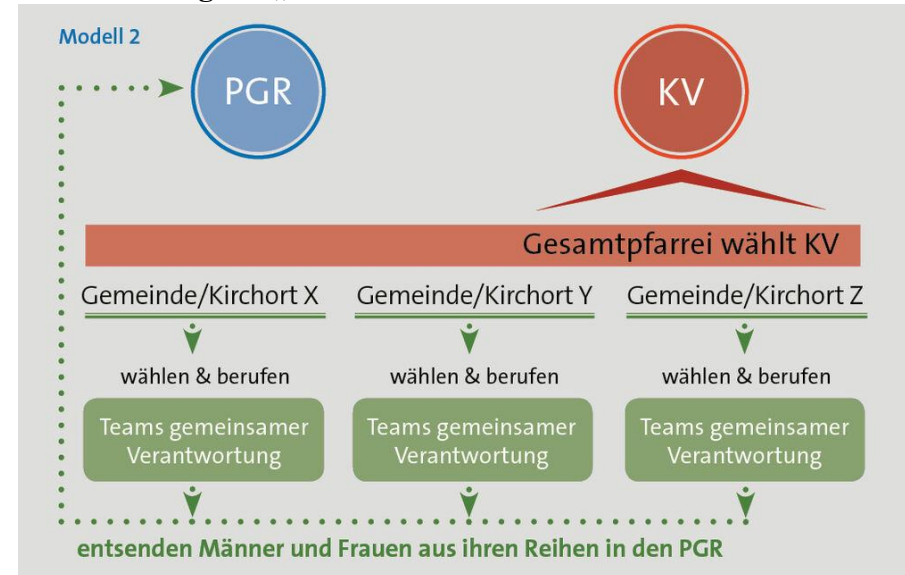 Modell 2
PGR
KV
Gesamtpfarrei wählt KV
Gemeinde/Kirchort X
Gemeinde/Kirchort Y
Gemeinde/Kirchort Z
wählen & berufen
wählen & berufen
wählen & berufen
Teams gemeinsamer
Verantwortung
Teams gemeinsamer
Verantwortung
Teams gemeinsamer
Verantwortung
entsenden Männer und Frauen aus ihren Reihen in den PGR